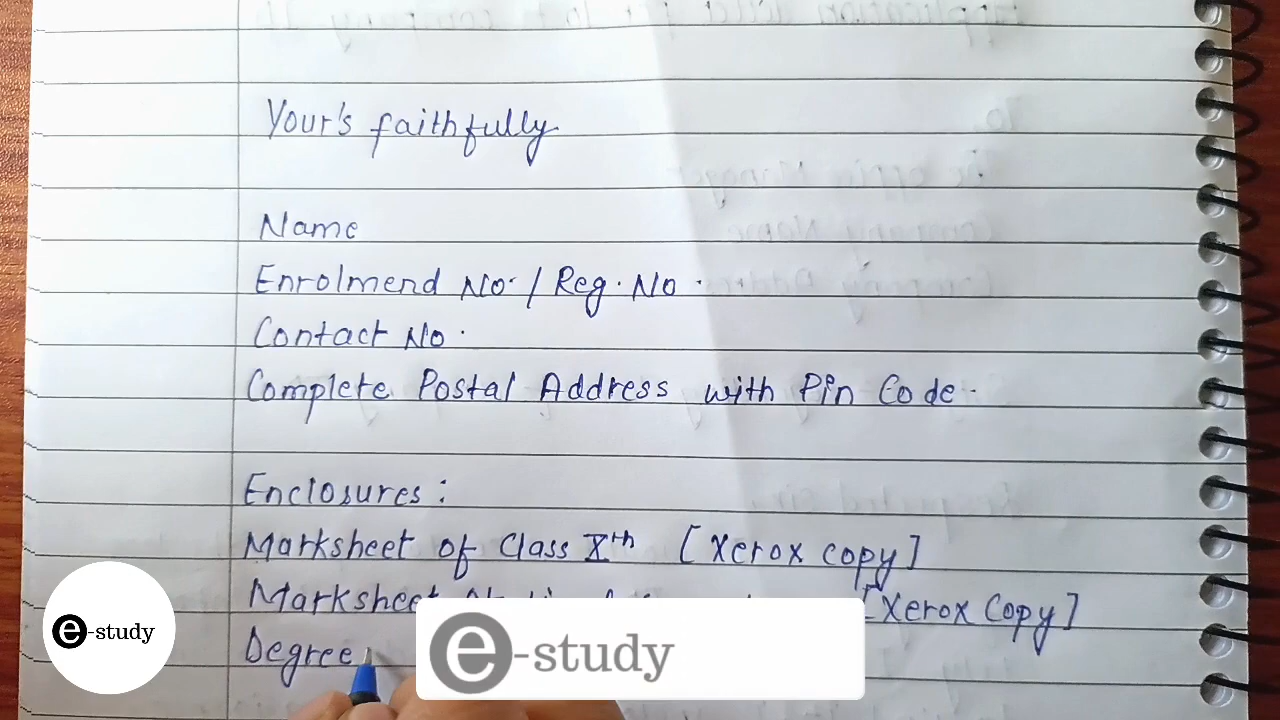 Your's faithfully
Name
Enrolmend No. / Reg. No.
Contact No.
Complete Postal Address with Pin Code.
Enclosures:
Marksheet of Class Xth [Xerox copy]
Marksheet [Xerox Copy]
Degree
e-study
e-study